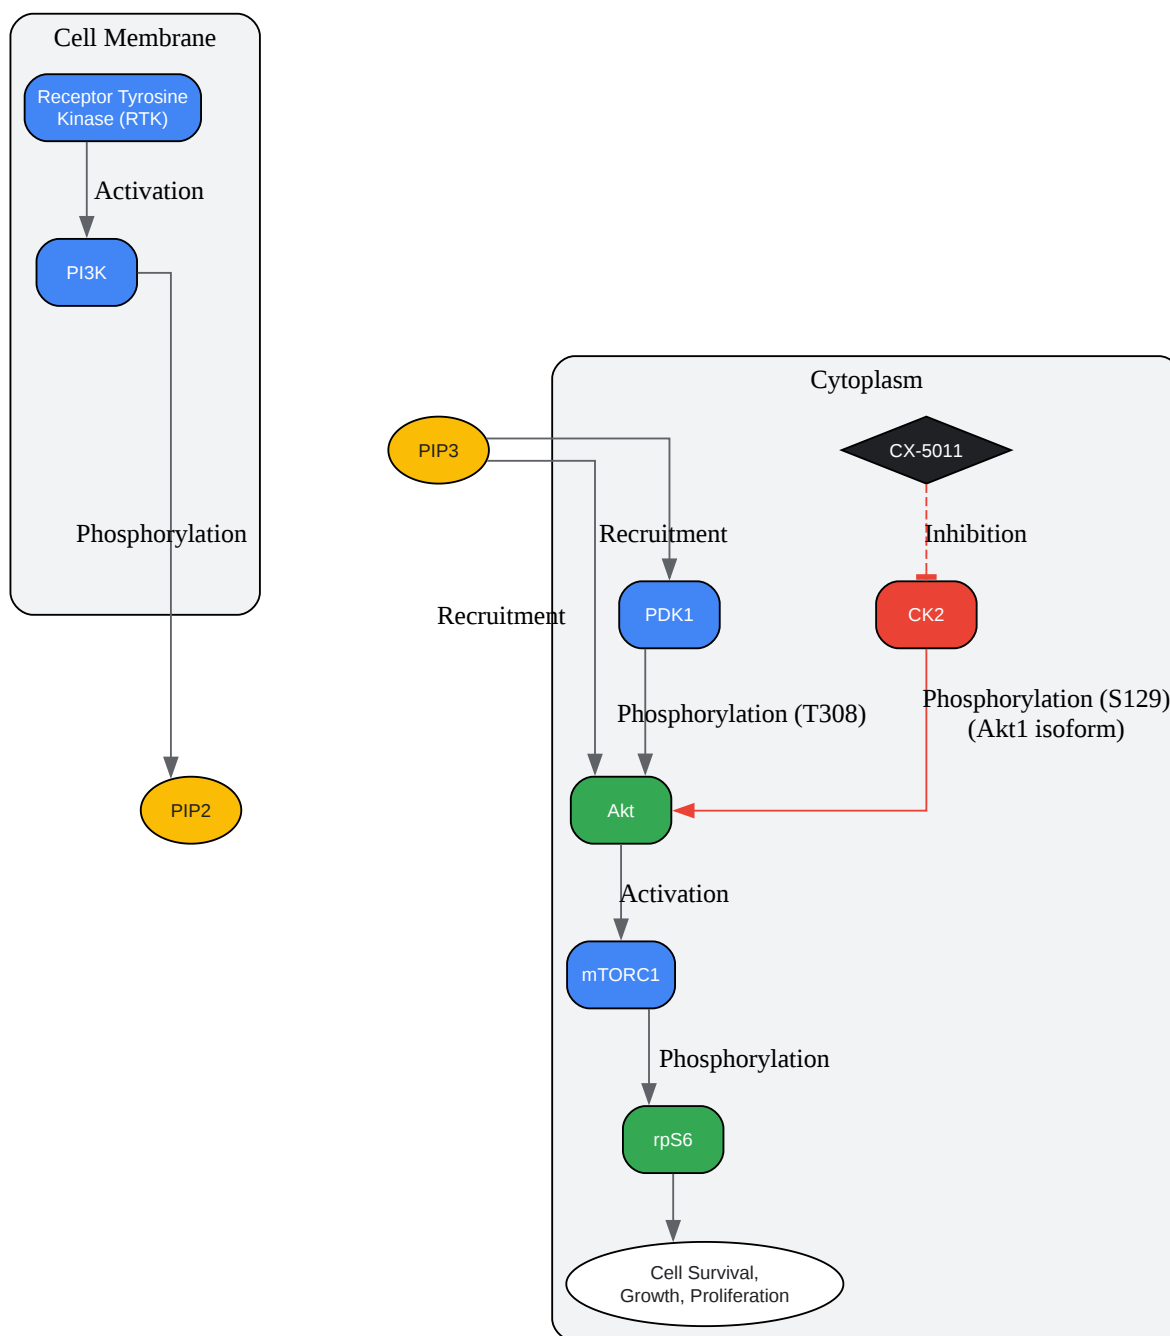 Cell Membrane
Receptor Tyrosine
Kinase (RTK)
Activation
PI3K
Phosphorylation
PIP2
Cytoplasm
PIP3
CX-5011
Recruitment
Inhibition
Recruitment
PDK1
CK2
Phosphorylation (T308)
Phosphorylation (S129)
(Akt1 isoform)
Akt
Activation
mTORC1
Phosphorylation
rpS6
Cell Survival,
Growth, Proliferation